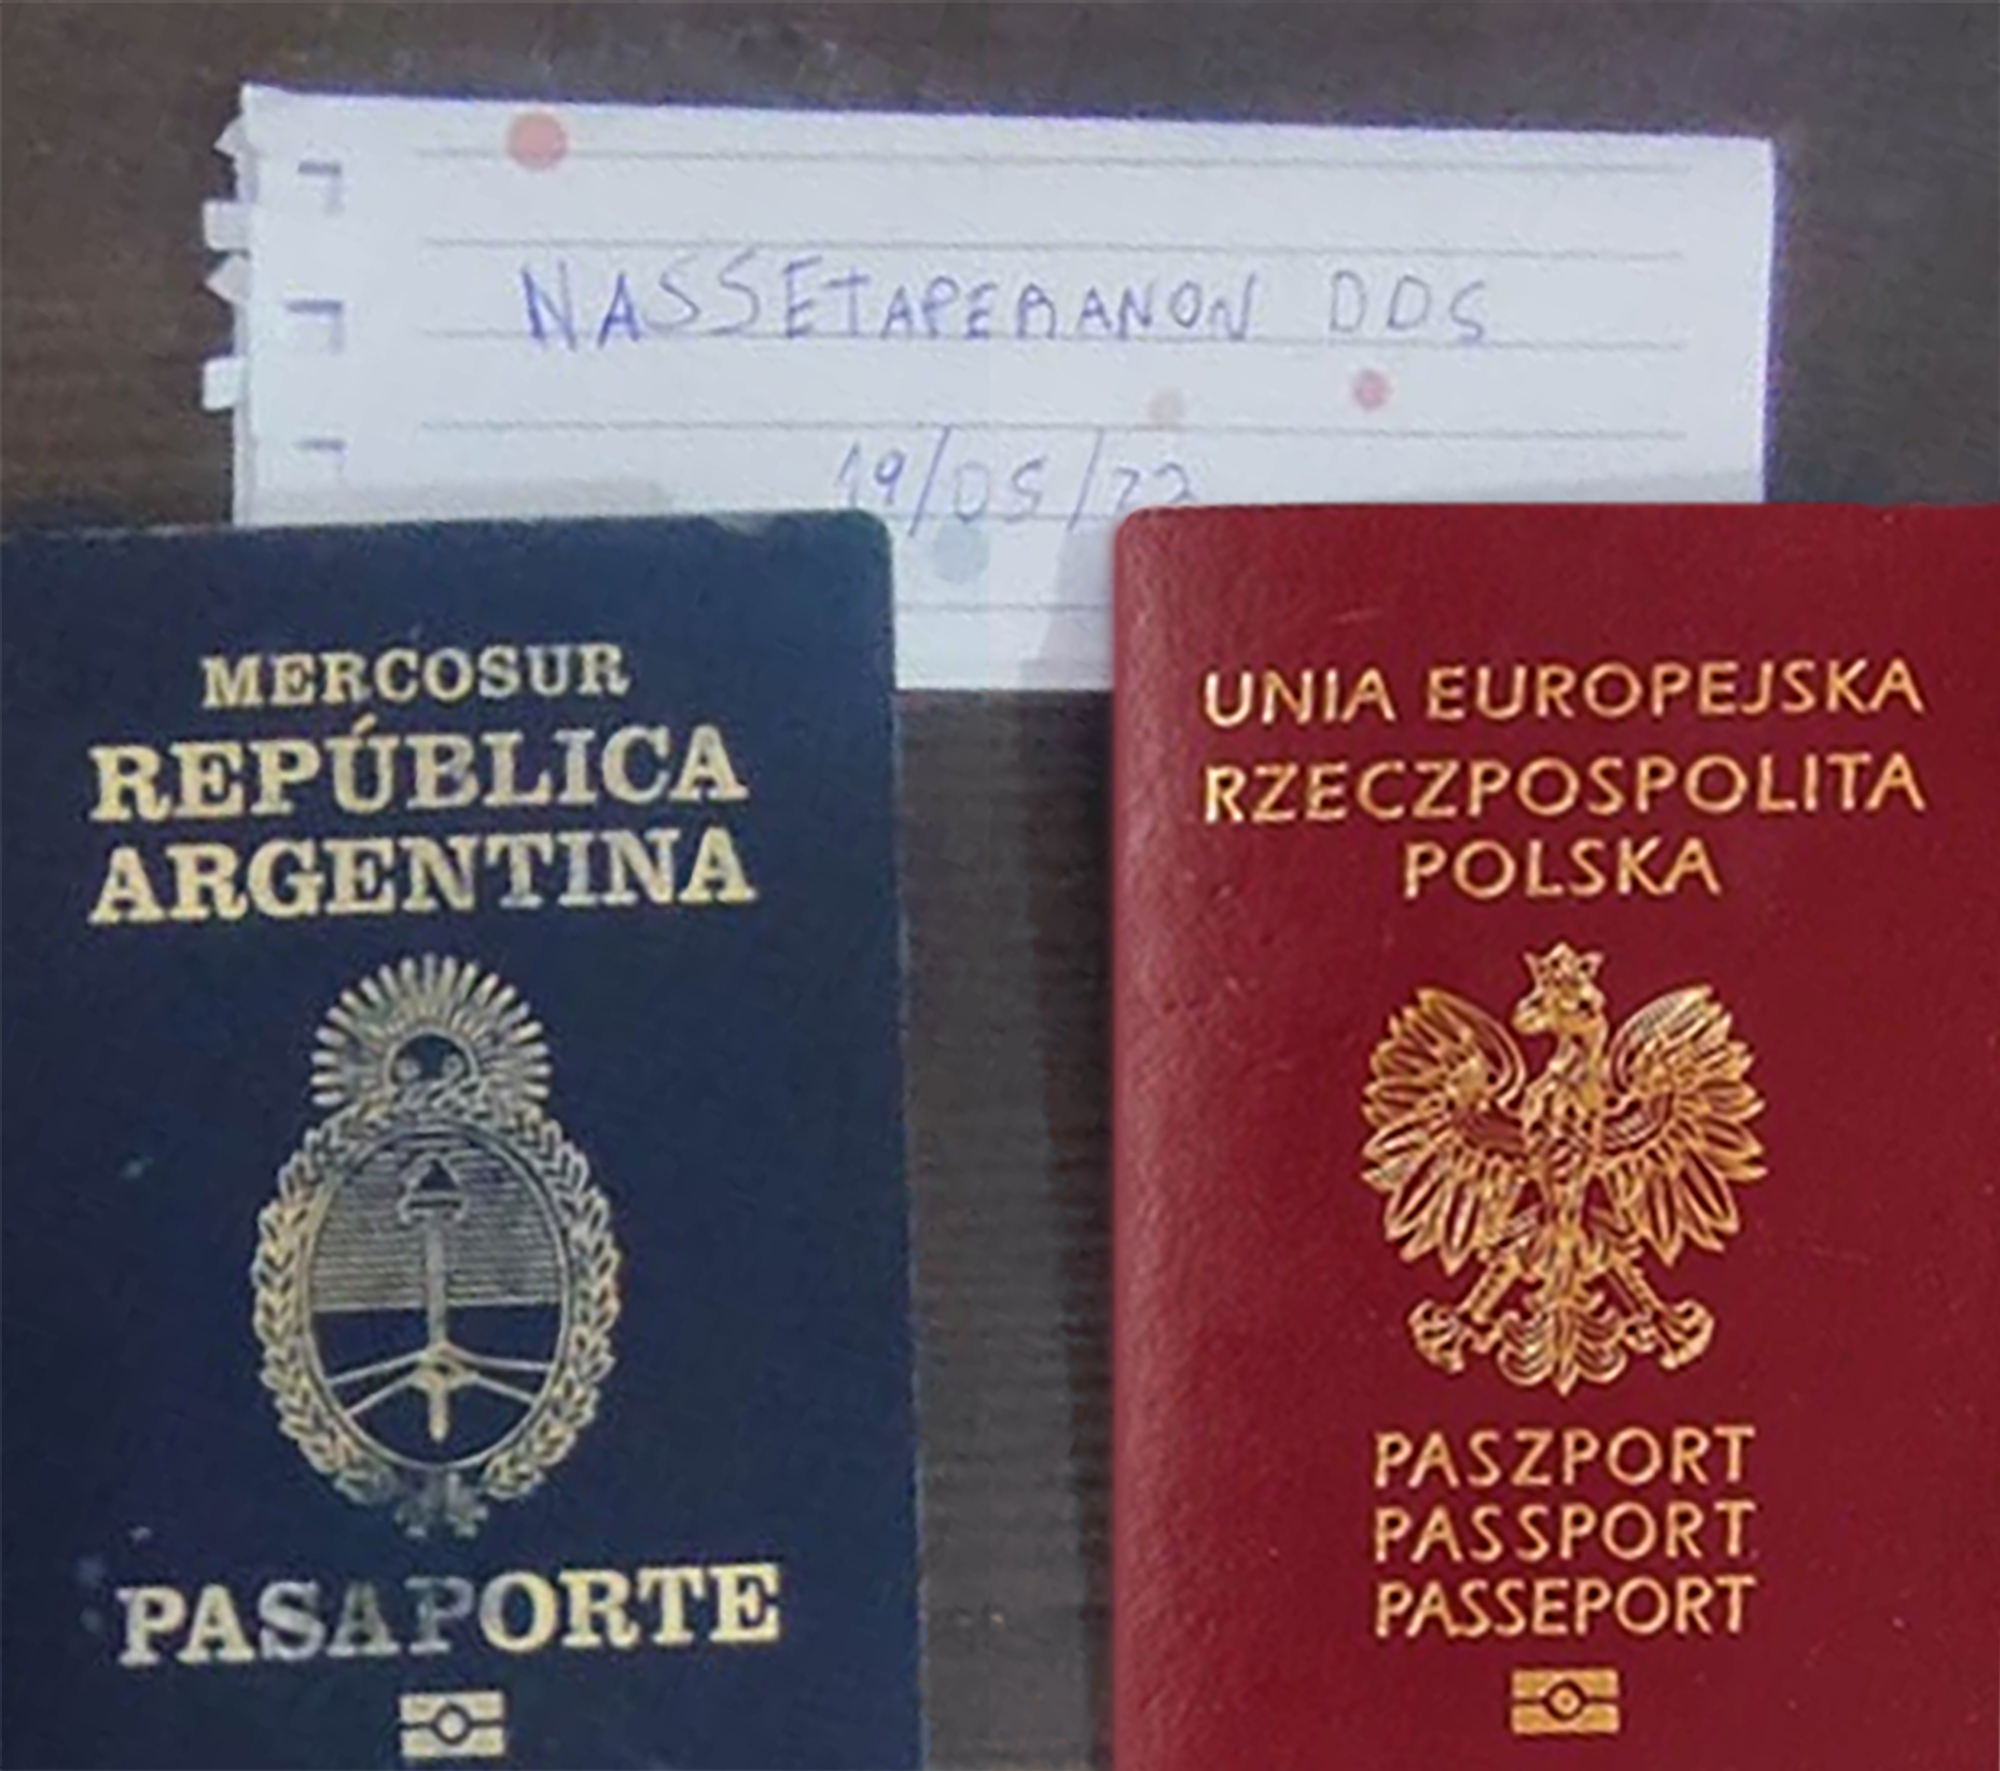 NASSETAPERANON DDS
19/05/22
MERCOSUR
REPÚBLICA
ARGENTINA
PASAPORTE
UNIA EUROPEJSKA
RZECZPOSPOLITA
POLSKA
PASZPORT
PASSPORT
PASSEPORT